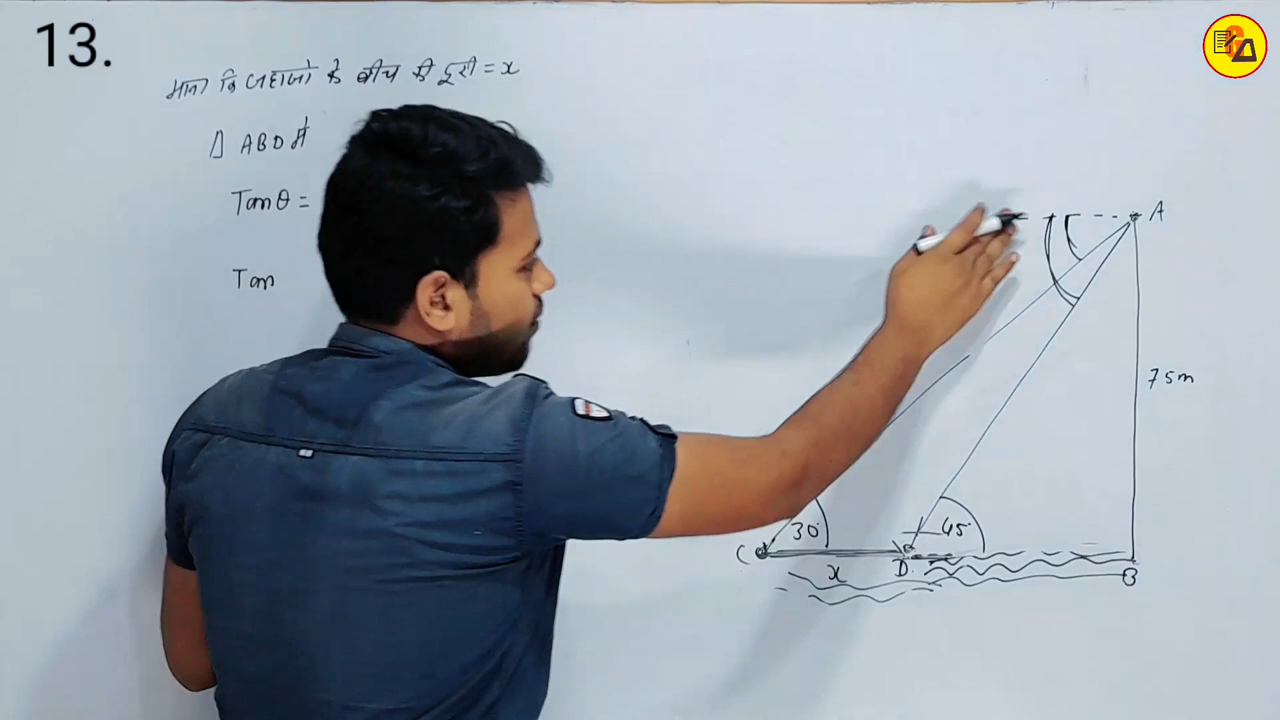 13.
माना कि जहाजों के बीच की दूरी = x
△ ABD में
Tanθ =
Tan
A
75m
30°
45°
C
x
D
B